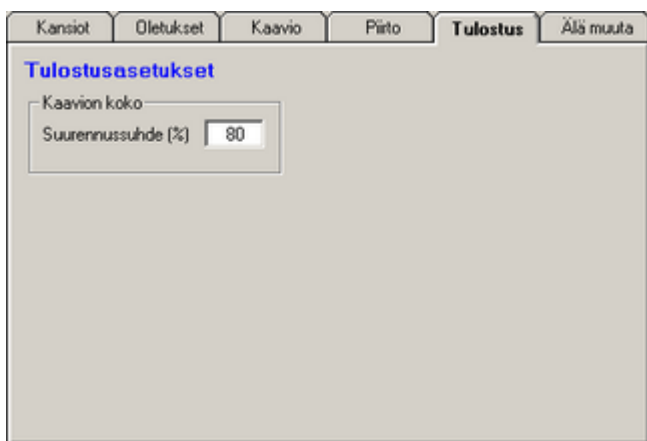 Kansiot Oletukset Kaavio Piirto Tulostus Älä muuta
Tulostusasetukset
Kaavion koko
Suurennussuhde (%) 80